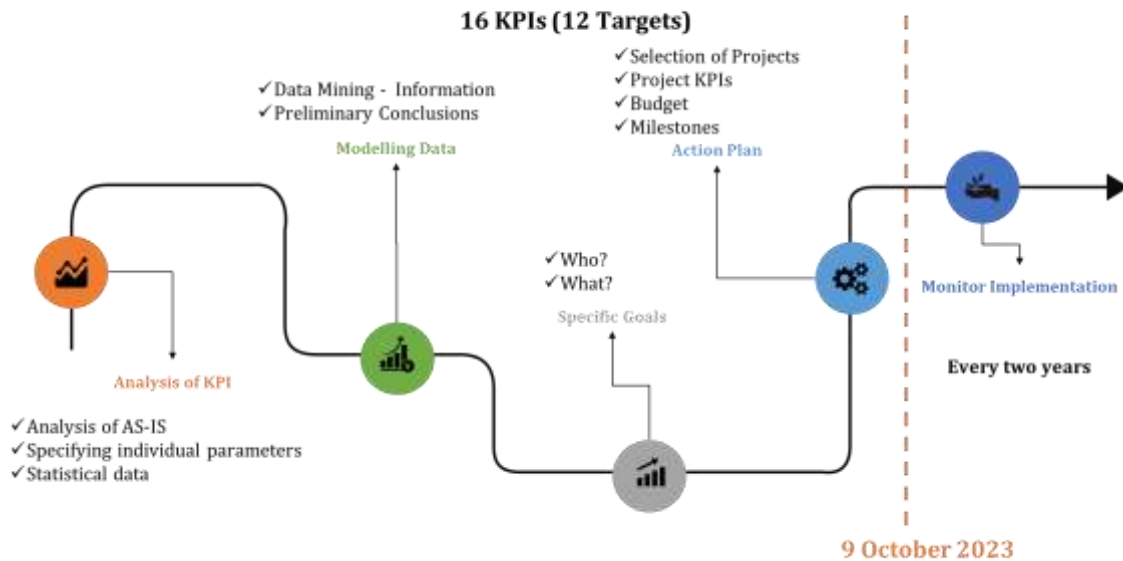 16 KPIs (12 Targets)
✓Selection of Projects
✓Project KPIs
✓Budget
✓Milestones
Action Plan
✓Data Mining - Information
✓Preliminary Conclusions
Modelling Data
✓Who?
✓What?
Specific Goals
Monitor Implementation
Every two years
Analysis of KPI
✓Analysis of AS-IS
✓Specifying individual parameters
✓Statistical data
9 October 2023